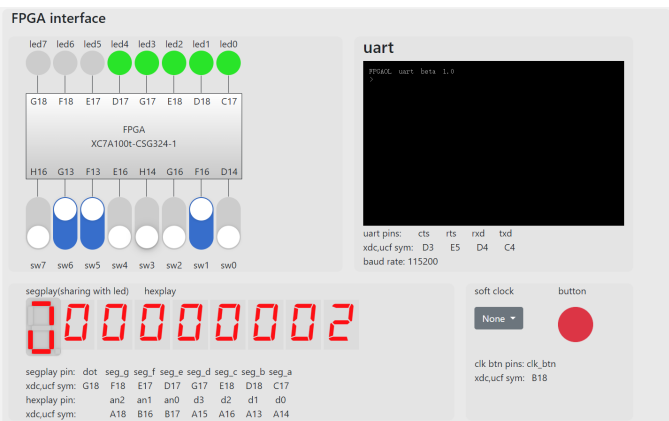 FPGA interface
led7 led6 led5 led4 led3 led2 led1 led0
G18 F18 E17 D17 G17 E18 D18 C17
FPGA
XC7A100t-CSG324-1
H16 G13 F13 E16 H14 G16 F16 D14
sw7 sw6 sw5 sw4 sw3 sw2 sw1 sw0
uart
FPGAOL uart beta 1.0
>
uart pins: cts rts rxd txd
xdc,ucf sym: D3 E5 D4 C4
baud rate: 115200
segplay(sharing with led) hexplay
00000002
segplay pin: dot seg_g seg_f seg_e seg_d seg_c seg_b seg_a
xdc,ucf sym: G18 F18 E17 D17 G17 E18 D18 C17
hexplay pin: an2 an1 an0 d3 d2 d1 d0
xdc,ucf sym: A18 B16 B17 A15 A16 A13 A14
soft clock button
None
clk btn pins: clk_btn
xdc,ucf sym: B18